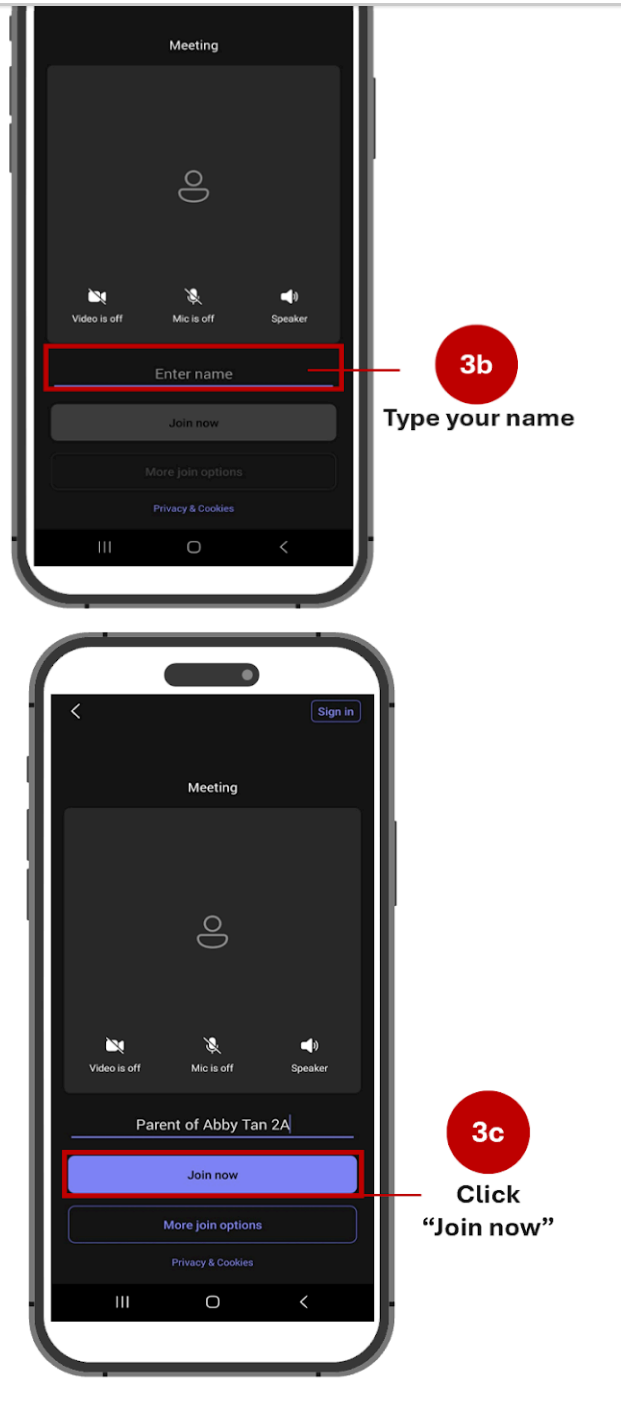 Meeting
Video is off
Mic is off
Speaker
Enter name
3b
Type your name
Join now
More join options
Privacy & Cookies
Sign in
Meeting
Video is off
Mic is off
Speaker
Parent of Abby Tan 2A
Join now
3c
Click
“Join now”
More join options
Privacy & Cookies